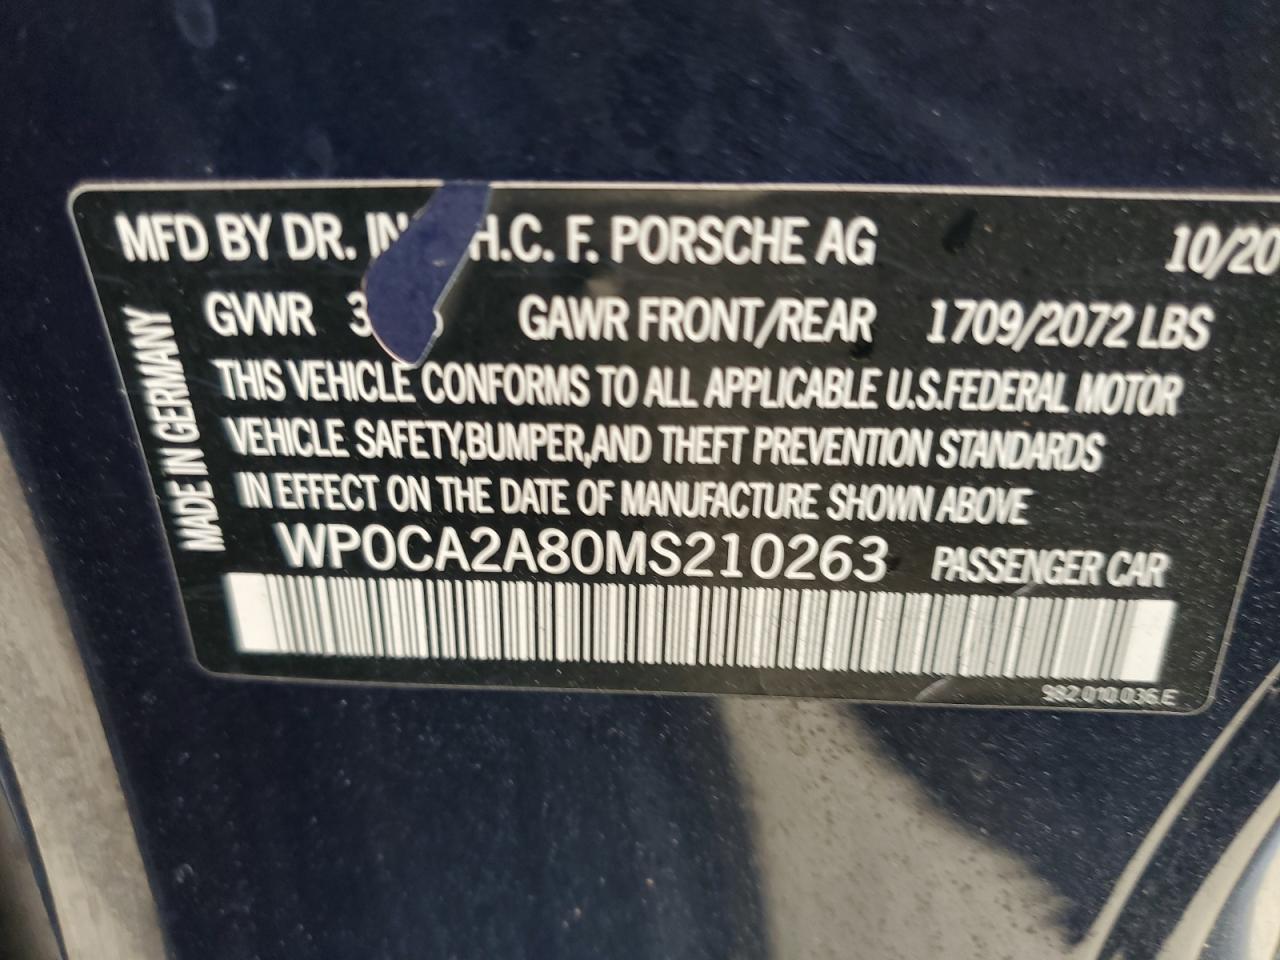 MFD BY DR. H.C. F. PORSCHE AG 10/20
GVWR GAWR FRONT/REAR 1709/2072 LBS
THIS VEHICLE CONFORMS TO ALL APPLICABLE U.S.FEDERAL MOTOR
VEHICLE SAFETY,BUMPER,AND THEFT PREVENTION STANDARDS
IN EFFECT ON THE DATE OF MANUFACTURE SHOWN ABOVE
WP0CA2A80MS210263 PASSENGER CAR
982.010.036.E
MADE IN GERMANY